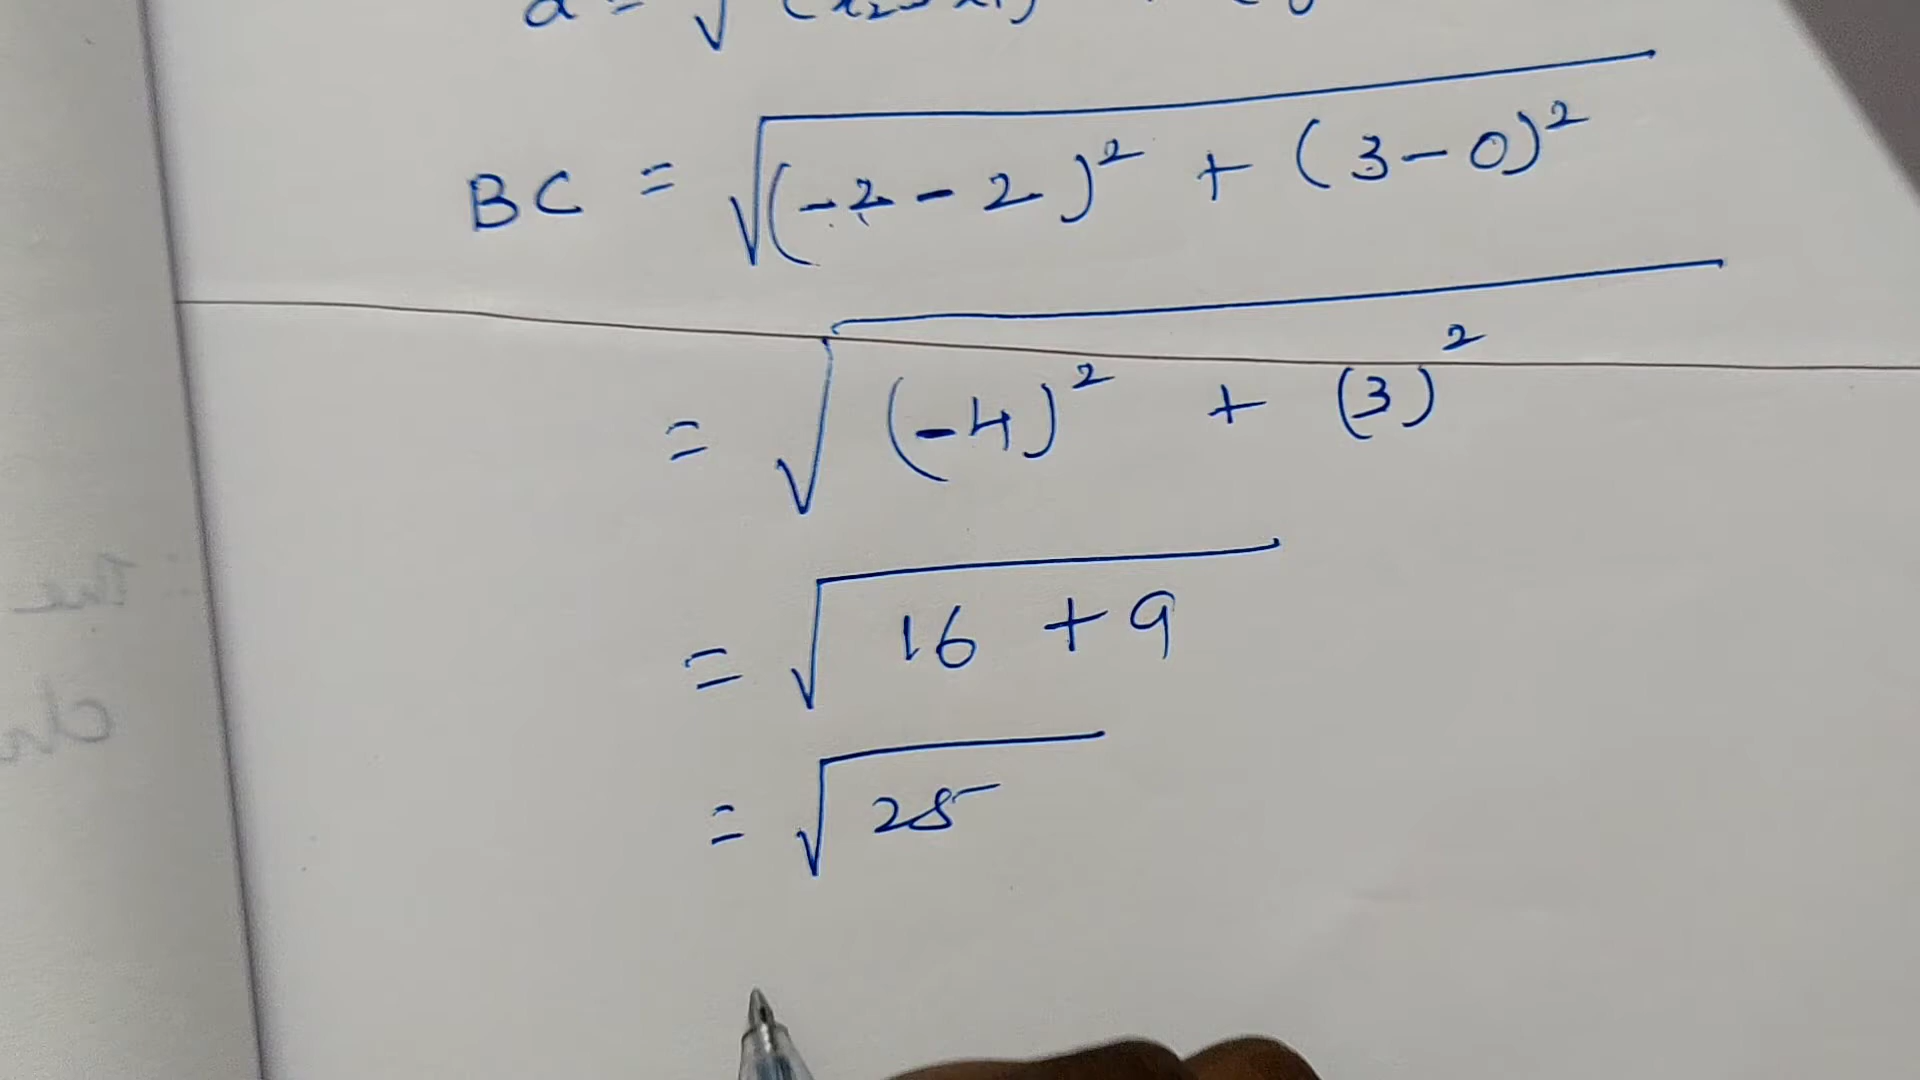 BC = √(-2-2)² + (3-0)²
= √(-4)² + (3)²
= √16 + 9
= √25